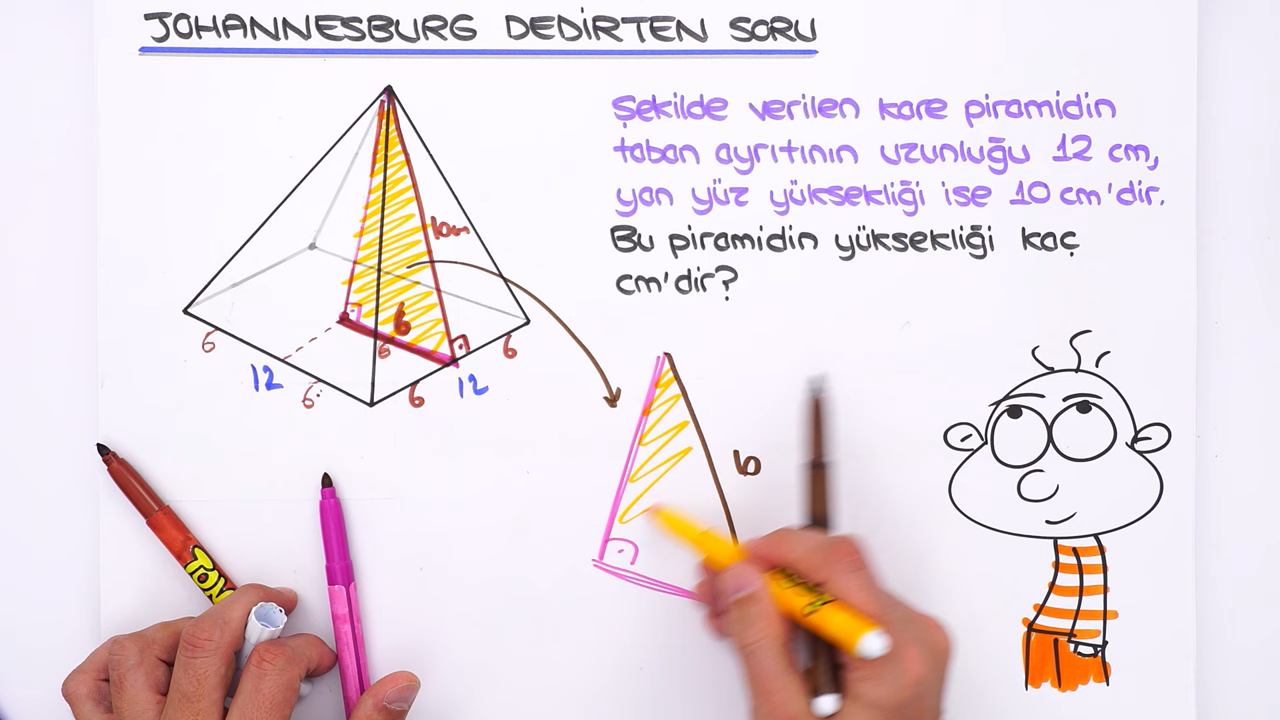 JOHANNESBURG DEDİRTEN SORU
Şekilde verilen kare piramidin
taban ayrıtının uzunluğu 12 cm,
yan yüz yüksekliği ise 10 cm'dir.
Bu piramidin yüksekliği kaç
cm'dir?
10cm
6
6
6
6
12
6
6
12
10
TOY